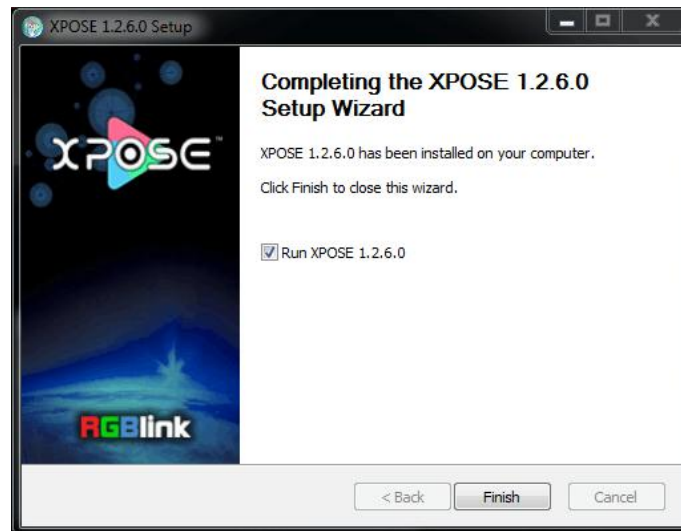 XPOSE 1.2.6.0 Setup
XPOSE™
RGBlink
Completing the XPOSE 1.2.6.0
Setup Wizard
XPOSE 1.2.6.0 has been installed on your computer.
Click Finish to close this wizard.
Run XPOSE 1.2.6.0
< Back
Finish
Cancel